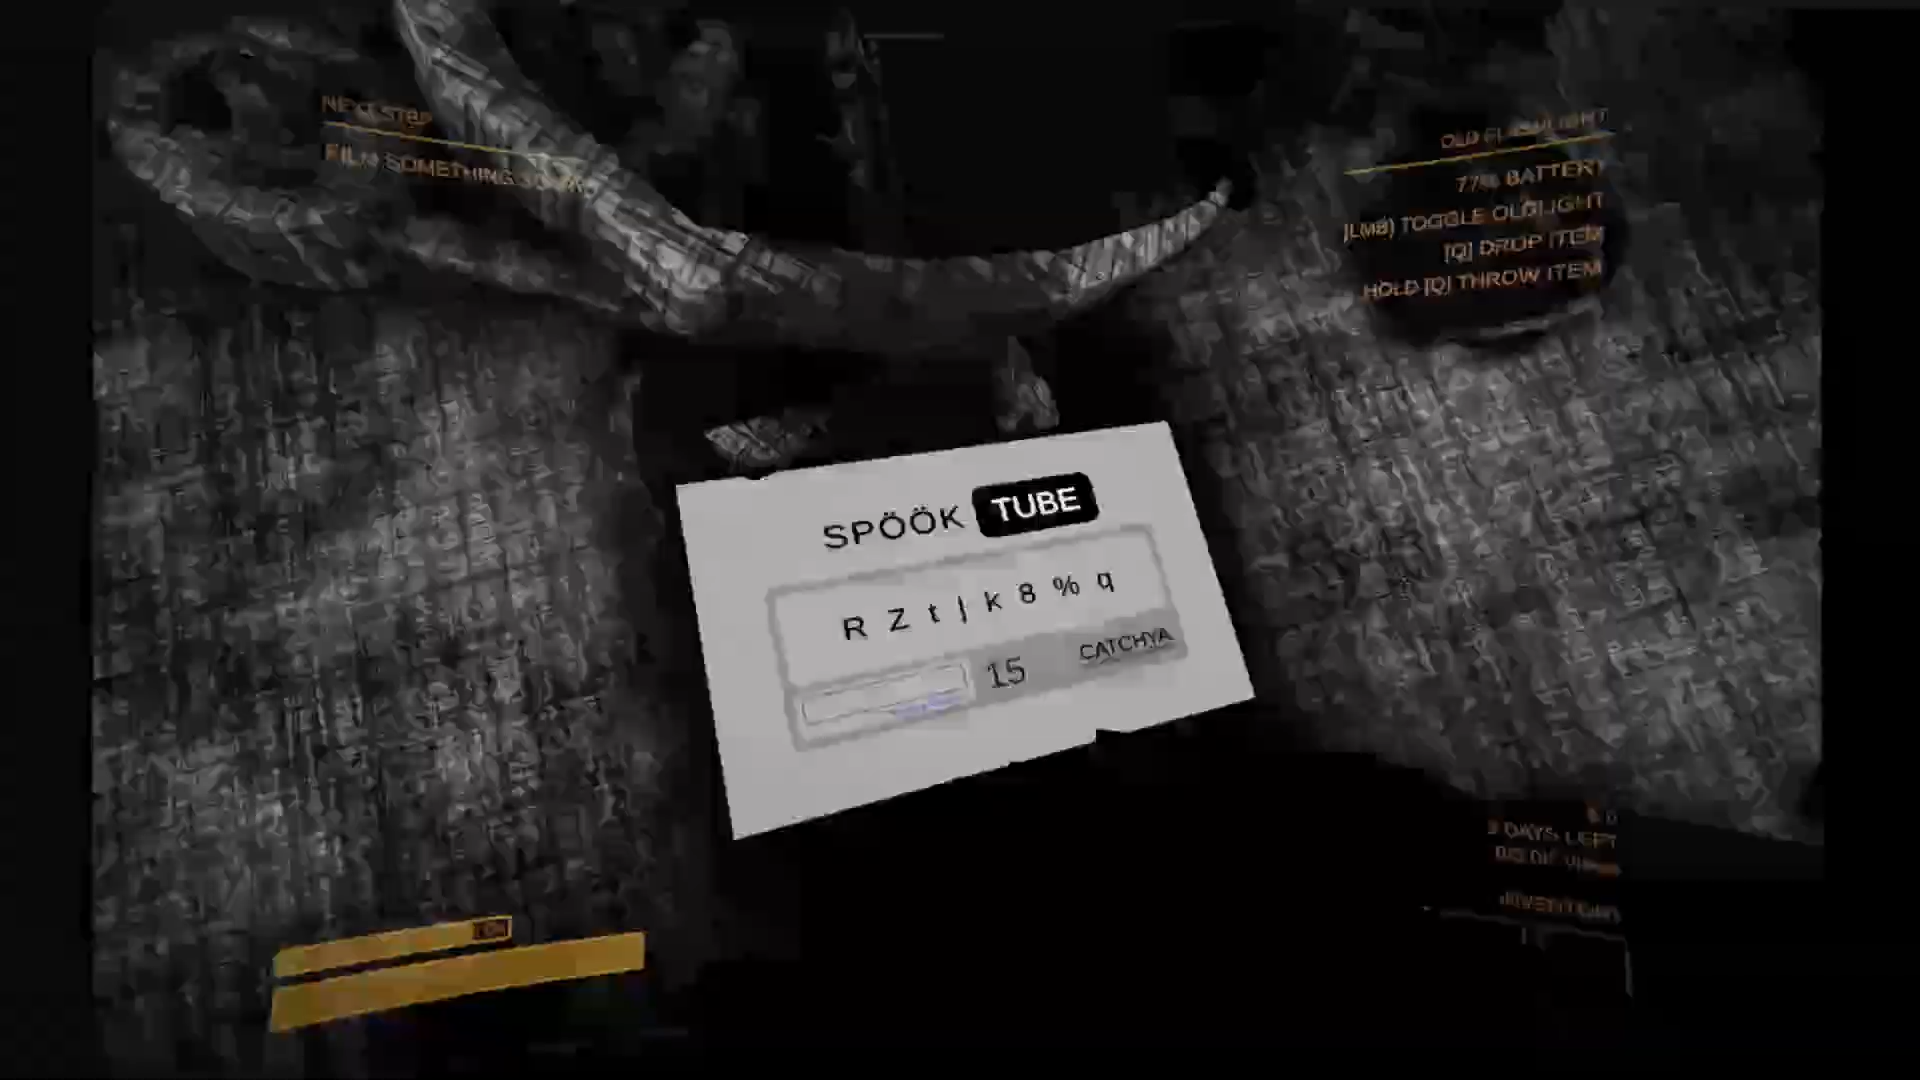 NEXT STEP
FILM SOMETHING
OLD FLASHLIGHT
77% BATTERY
[LMB] TOGGLE OLDLIGHT
[Q] DROP ITEM
HOLD [Q] THROW ITEM
SPÖÖK TUBE
R Z t | k 8 % q
15 CATCHYA
3 DAYS LEFT
INVENTORY